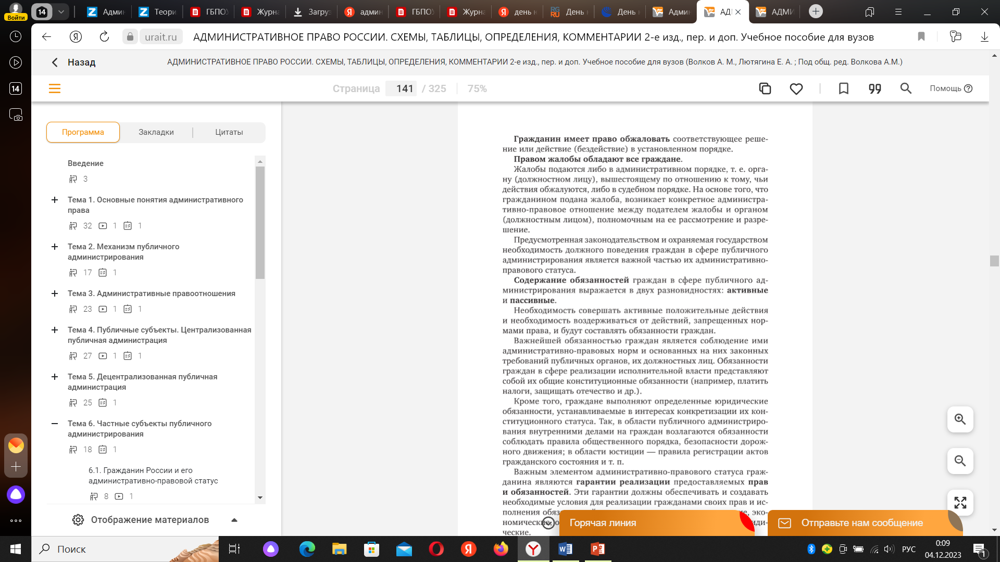 Войти
14
Админ
Теори
ГБПОУ
Журна
Загруз
админ
ГБПОУ
Журна
день н
День н
День н
Админ
АД
АДМИ
urait.ru
АДМИНИСТРАТИВНОЕ ПРАВО РОССИИ. СХЕМЫ, ТАБЛИЦЫ, ОПРЕДЕЛЕНИЯ, КОММЕНТАРИИ 2-е изд., пер. и доп. Учебное пособие для вузов
Назад
АДМИНИСТРАТИВНОЕ ПРАВО РОССИИ. СХЕМЫ, ТАБЛИЦЫ, ОПРЕДЕЛЕНИЯ, КОММЕНТАРИИ 2-е изд., пер. и доп. Учебное пособие для вузов (Волков А. М., Лютягина Е. А. ; Под общ. ред. Волкова А.М.)
14
Страница 141 / 325 75%
Помощь
Программа
Закладки
Цитаты
Введение
3
Тема 1. Основные понятия административного
права
32 1 1
Тема 2. Механизм публичного
администрирования
17 1
Тема 3. Административные правоотношения
23 1 1
Тема 4. Публичные субъекты. Централизованная
публичная администрация
27 1 1
Тема 5. Децентрализованная публичная
администрация
25 1
Тема 6. Частные субъекты публичного
администрирования
18 1
6.1. Гражданин России и его
административно-правовой статус
8 1
Отображение материалов
Гражданин имеет право обжаловать соответствующее реше-
ние или действие (бездействие) в установленном порядке.
Правом жалобы обладают все граждане.
Жалобы подаются либо в административном порядке, т. е. орга-
ну (должностном лицу), вышестоящему по отношению к тому, чьи
действия обжалуются, либо в судебном порядке. На основе того, что
гражданином подана жалоба, возникает конкретное администра-
тивно-правовое отношение между подателем жалобы и органом
(должностным лицом), полномочным на ее рассмотрение и разре-
шение.
Предусмотренная законодательством и охраняемая государством
необходимость должного поведения граждан в сфере публичного
администрирования является важной частью их административно-
правового статуса.
Содержание обязанностей граждан в сфере публичного ад-
министрирования выражается в двух разновидностях: активные
и пассивные.
Необходимость совершать активные положительные действия
и необходимость воздерживаться от действий, запрещенных нор-
мами права, и будут составлять обязанности граждан.
Важнейшей обязанностью граждан является соблюдение ими
административно-правовых норм и основанных на них законных
требований публичных органов, их должностных лиц. Обязанности
граждан в сфере реализации исполнительной власти представляют
собой их общие конституционные обязанности (например, платить
налоги, защищать отечество и др.).
Кроме того, граждане выполняют определенные юридические
обязанности, устанавливаемые в интересах конкретизации их кон-
ституционного статуса. Так, в области публичного администриро-
вания внутренними делами на граждан возлагаются обязанности
соблюдать правила общественного порядка, безопасности дорож-
ного движения; в области юстиции — правила регистрации актов
гражданского состояния и т. п.
Важным элементом административно-правового статуса граж-
данина являются гарантии реализации предоставляемых прав
и обязанностей. Эти гарантии должны обеспечивать и создавать
необходимые условия для реализации гражданами своих прав и ис-
полнения обяз е, эко-
номические, о иди-
ческие.
Горячая линия
Отправьте нам сообщение
Поиск
РУС
0:09
04.12.2023
1